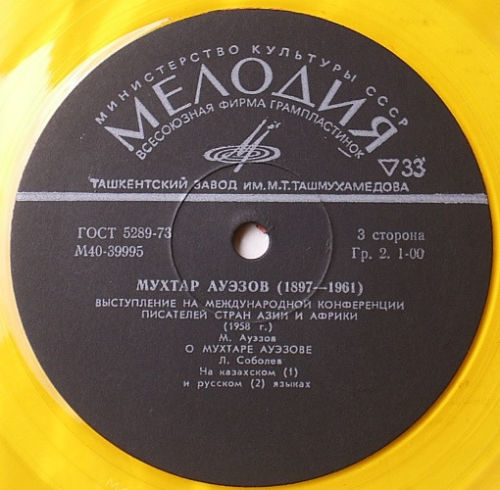 МИНИСТЕРСТВО КУЛЬТУРЫ СССР
МЕЛОДИЯ
ВСЕСОЮЗНАЯ ФИРМА ГРАМПЛАСТИНОК
33
ТАШКЕНТСКИЙ ЗАВОД ИМ. М.Т. ТАШМУХАМЕДОВА
ГОСТ 5289-73
М40-39995
3 сторона
Гр. 2. 1-00
МУХТАР АУЭЗОВ (1897—1961)
ВЫСТУПЛЕНИЕ НА МЕЖДУНАРОДНОЙ КОНФЕРЕНЦИИ
ПИСАТЕЛЕЙ СТРАН АЗИИ И АФРИКИ
(1958 г.)
М. Ауэзов
О МУХТАРЕ АУЭЗОВЕ
Л. Соболев
На казахском (1)
и русском (2) языках